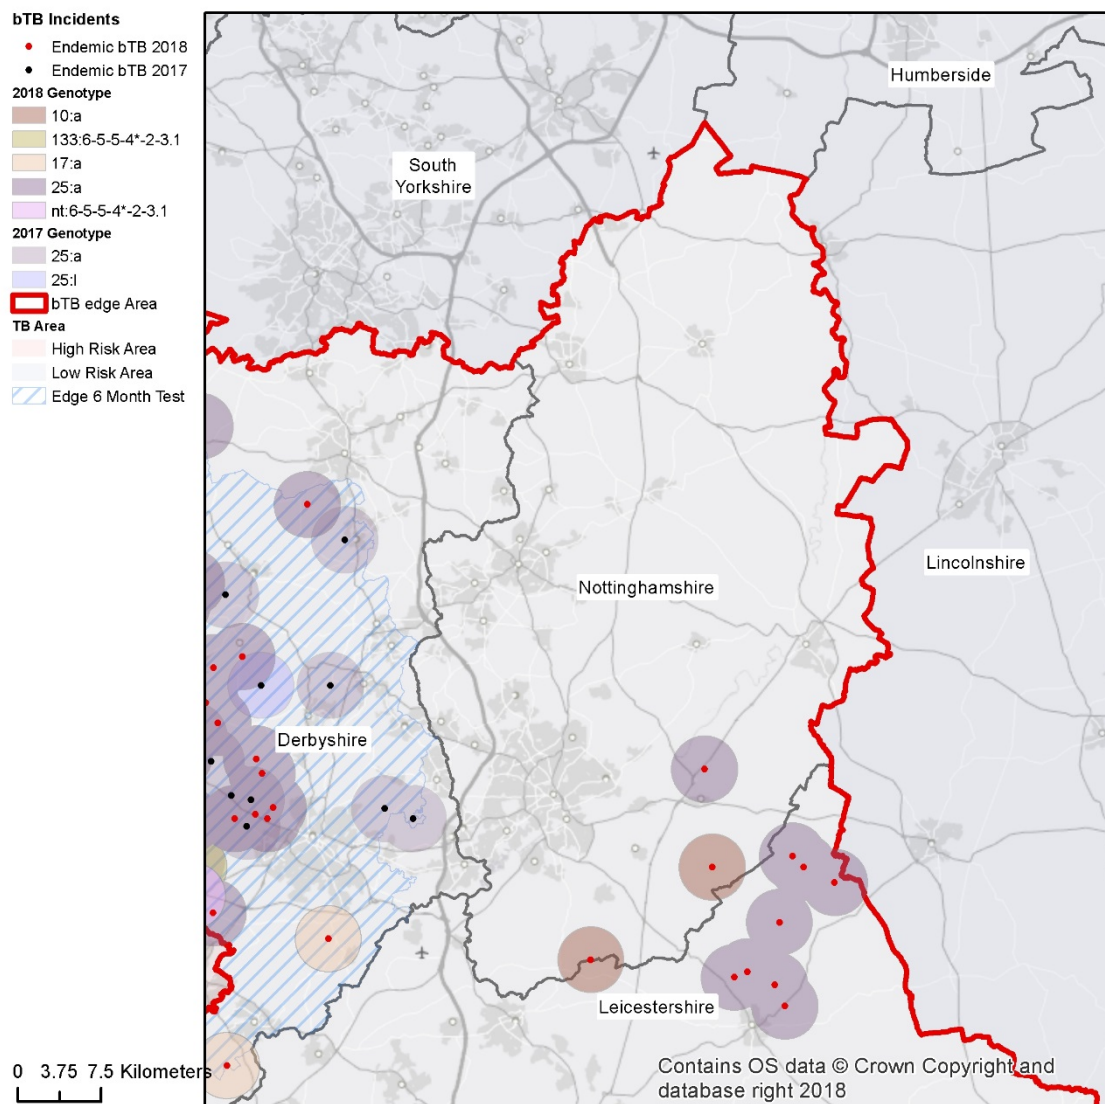 bTB Incidents
Endemic bTB 2018
Endemic bTB 2017
2018 Genotype
10:a
133:6-5-5-4*-2-3.1
17:a
25:a
nt:6-5-5-4*-2-3.1
2017 Genotype
25:a
25:l
bTB edge Area
TB Area
High Risk Area
Low Risk Area
Edge 6 Month Test
0 3.75 7.5 Kilometers
Humberside
South
Yorkshire
Lincolnshire
Nottinghamshire
Derbyshire
Leicestershire
Contains OS data © Crown Copyright and
database right 2018